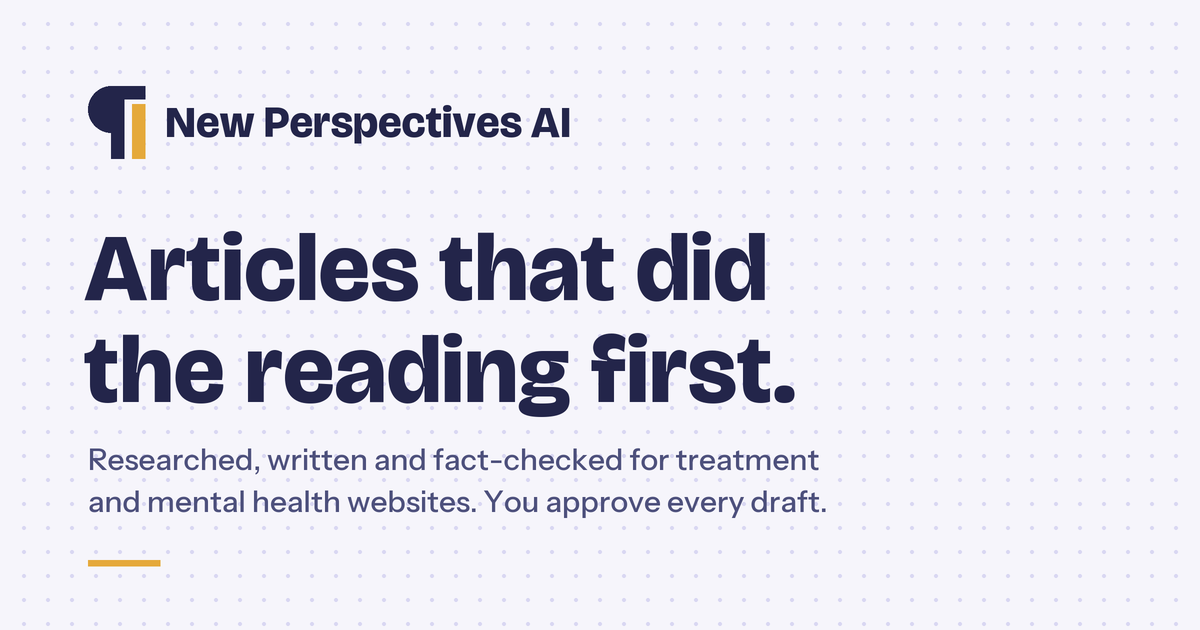 New Perspectives AI
Articles that did
the reading first.
Researched, written and fact-checked for treatment
and mental health websites. You approve every draft.